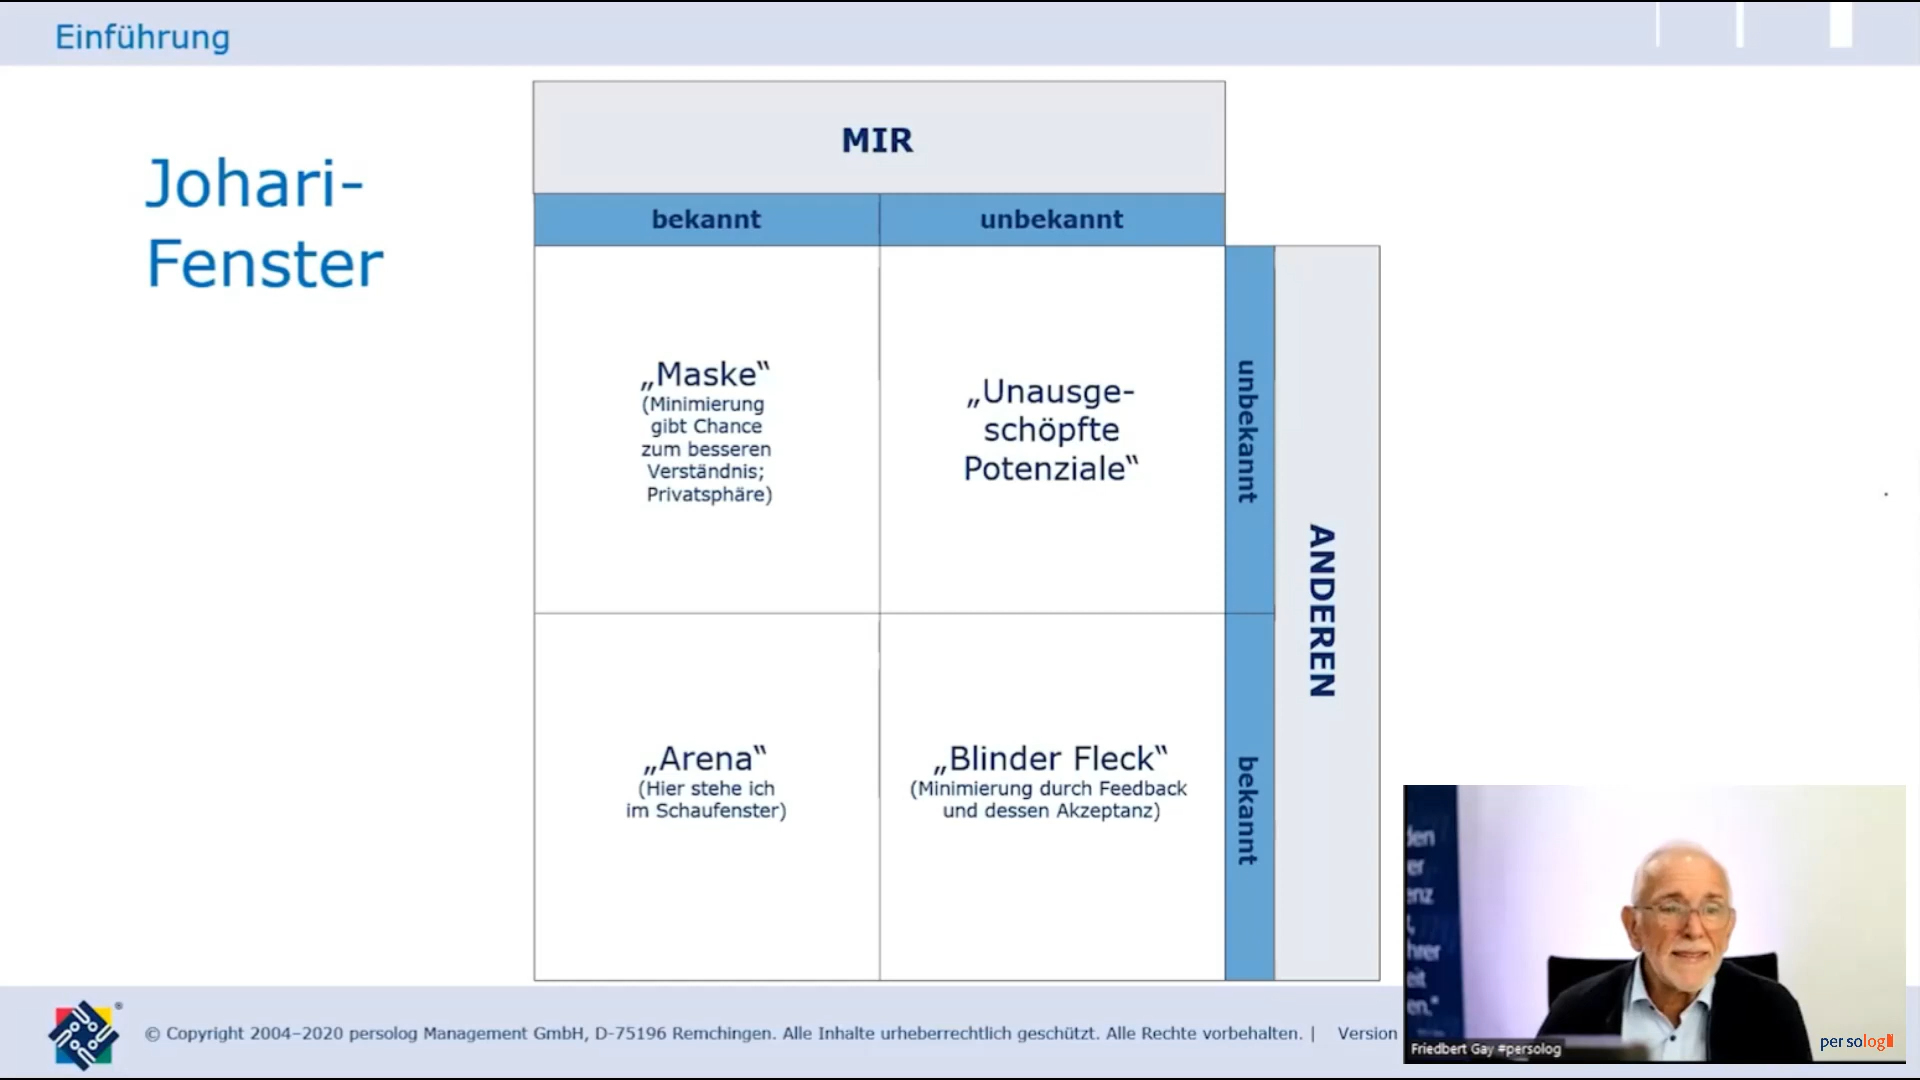 Einführung
Johari-
Fenster
MIR
bekannt
unbekannt
„Maske“
(Minimierung
gibt Chance
zum besseren
Verständnis;
Privatsphäre)
„Unausge-
schöpfte
Potenziale“
unbekannt
ANDEREN
„Arena“
(Hier stehe ich
im Schaufenster)
„Blinder Fleck“
(Minimierung durch Feedback
und dessen Akzeptanz)
bekannt
® © Copyright 2004–2020 persolog Management GmbH, D-75196 Remchingen. Alle Inhalte urheberrechtlich geschützt. Alle Rechte vorbehalten. | Version
Friedbert Gay #persolog
persolog